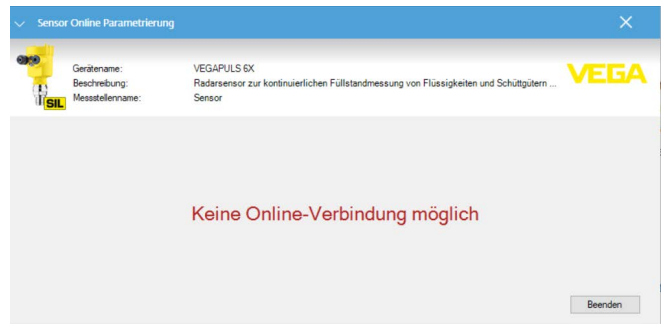 Sensor Online Parametrierung
Gerätename: VEGAPULS 6X
Beschreibung: Radarsensor zur kontinuierlichen Füllstandmessung von Flüssigkeiten und Schüttgütern ...
Messstellenname: Sensor
VEGA
SIL
Keine Online-Verbindung möglich
Beenden